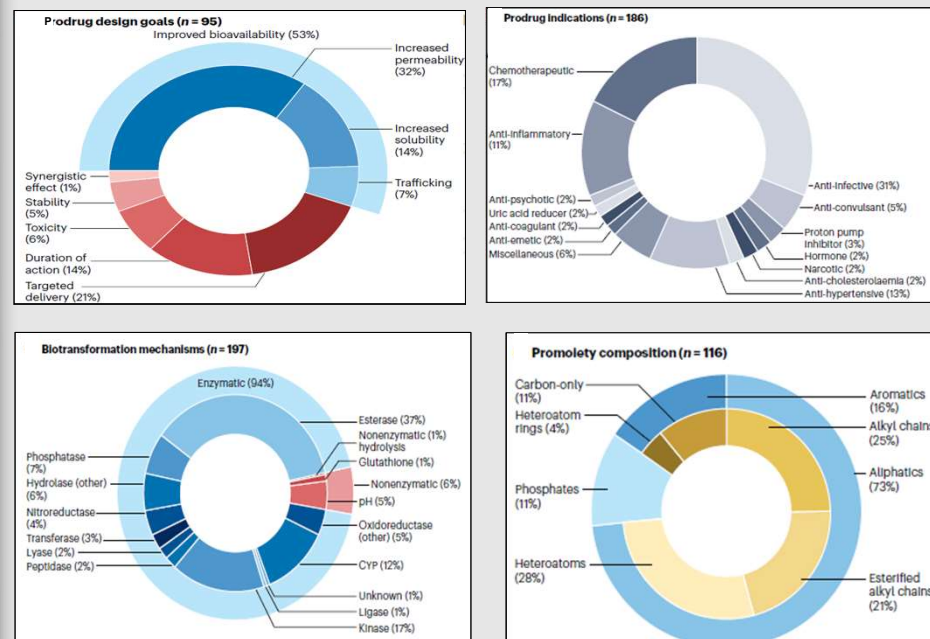 Prodrug design goals (n = 95)
Improved bioavailability (53%)
Increased
permeability
(32%)
Increased
solubility
(14%)
Trafficking
(7%)
Synergistic
effect (1%)
Stability
(5%)
Toxicity
(6%)
Duration of
action (14%)
Targeted
delivery (21%)
Prodrug indications (n = 186)
Chemotherapeutic
(17%)
Anti-inflammatory
(11%)
Anti-psychotic (2%)
Uric acid reducer (2%)
Anti-coagulant (2%)
Anti-emetic (2%)
Miscellaneous (6%)
Anti-infective (31%)
Anti-convulsant (5%)
Proton pump
inhibitor (3%)
Hormone (2%)
Narcotic (2%)
Anti-cholesterolaemia (2%)
Anti-hypertensive (13%)
Biotransformation mechanisms (n = 197)
Enzymatic (94%)
Esterase (37%)
Nonenzymatic (1%)
hydrolysis
Glutathione (1%)
Nonenzymatic (6%)
pH (5%)
Oxidoreductase
(other) (5%)
CYP (12%)
Unknown (1%)
Ligase (1%)
Kinase (17%)
Phosphatase
(7%)
Hydrolase (other)
(6%)
Nitroreductase
(4%)
Transferase (3%)
Lyase (2%)
Peptidase (2%)
Promoiety composition (n = 116)
Carbon-only
(11%)
Heteroatom
rings (4%)
Phosphates
(11%)
Heteroatoms
(28%)
Aromatics
(16%)
Alkyl chains
(25%)
Aliphatics
(73%)
Esterified
alkyl chains
(21%)